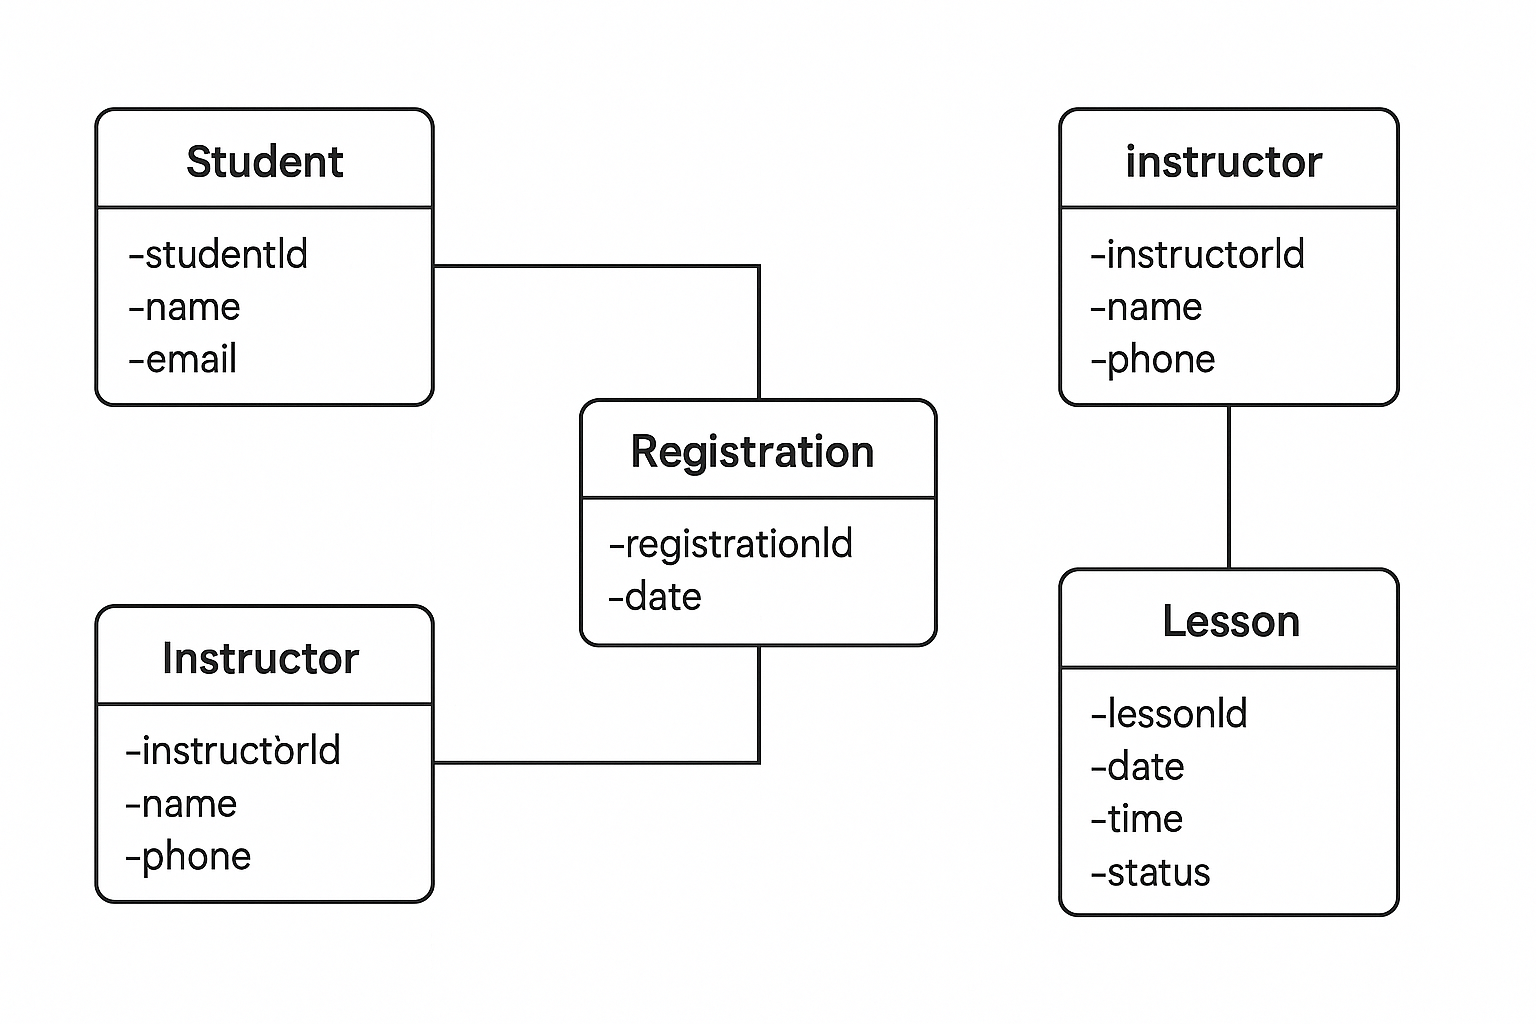 Student
-studentId
-name
-email
instructor
-instructorId
-name
-phone
Registration
-registrationId
-date
Instructor
-instructòrId
-name
-phone
Lesson
-lessonId
-date
-time
-status